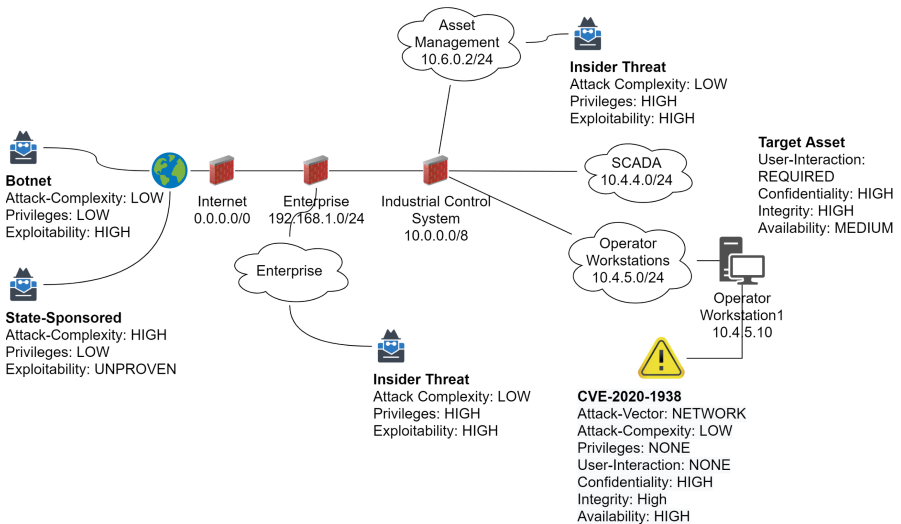 Asset
Management
10.6.0.2/24
Insider Threat
Attack Complexity: LOW
Privileges: HIGH
Exploitability: HIGH
Target Asset
User-Interaction:
REQUIRED
Confidentiality: HIGH
Integrity: HIGH
Availability: MEDIUM
SCADA
10.4.4.0/24
Botnet
Attack-Complexity: LOW
Privileges: LOW
Exploitability: HIGH
Internet
0.0.0.0/0
Enterprise
192.168.1.0/24
Industrial Control
System
10.0.0.0/8
Operator
Workstations
10.4.5.0/24
Enterprise
Operator
Workstation1
10.4.5.10
State-Sponsored
Attack-Complexity: HIGH
Privileges: LOW
Exploitability: UNPROVEN
Insider Threat
Attack Complexity: LOW
Privileges: HIGH
Exploitability: HIGH
CVE-2020-1938
Attack-Vector: NETWORK
Attack-Compexity: LOW
Privileges: NONE
User-Interaction: NONE
Confidentiality: HIGH
Integrity: High
Availability: HIGH